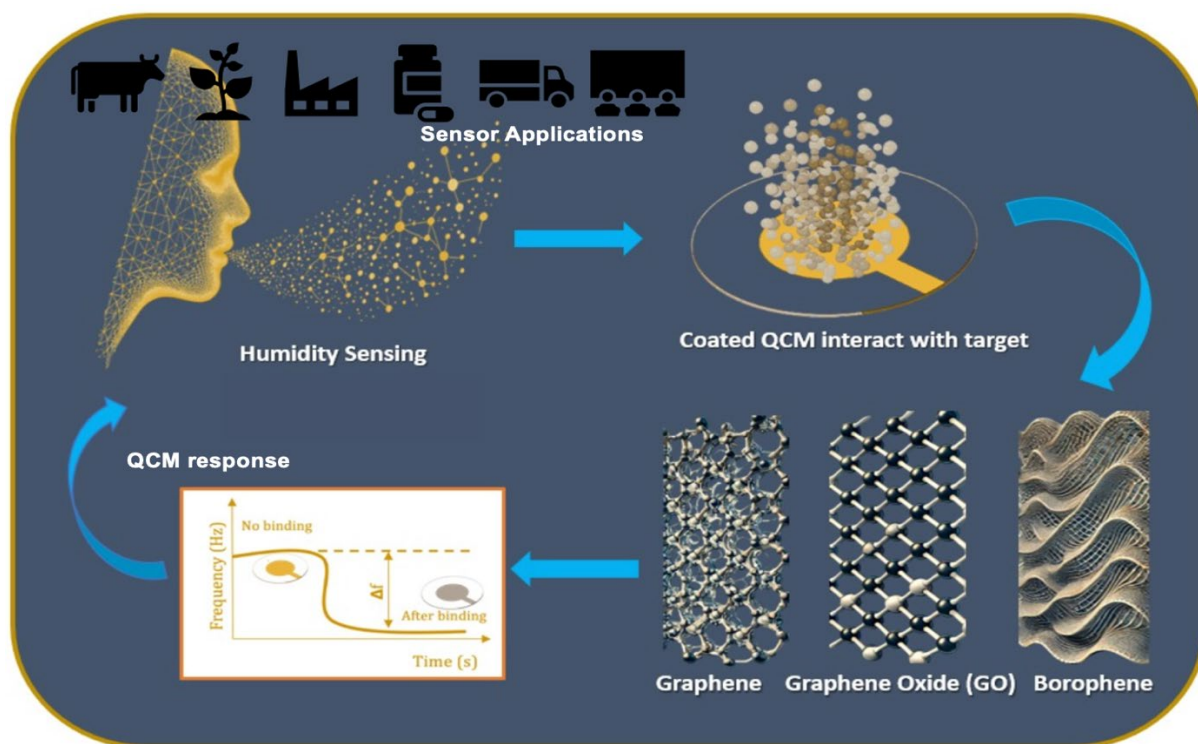 Sensor Applications
Humidity Sensing
Coated QCM interact with target
QCM response
No binding
Frequency (Hz)
Δf
After binding
Time (s)
Graphene
Graphene Oxide (GO)
Borophene